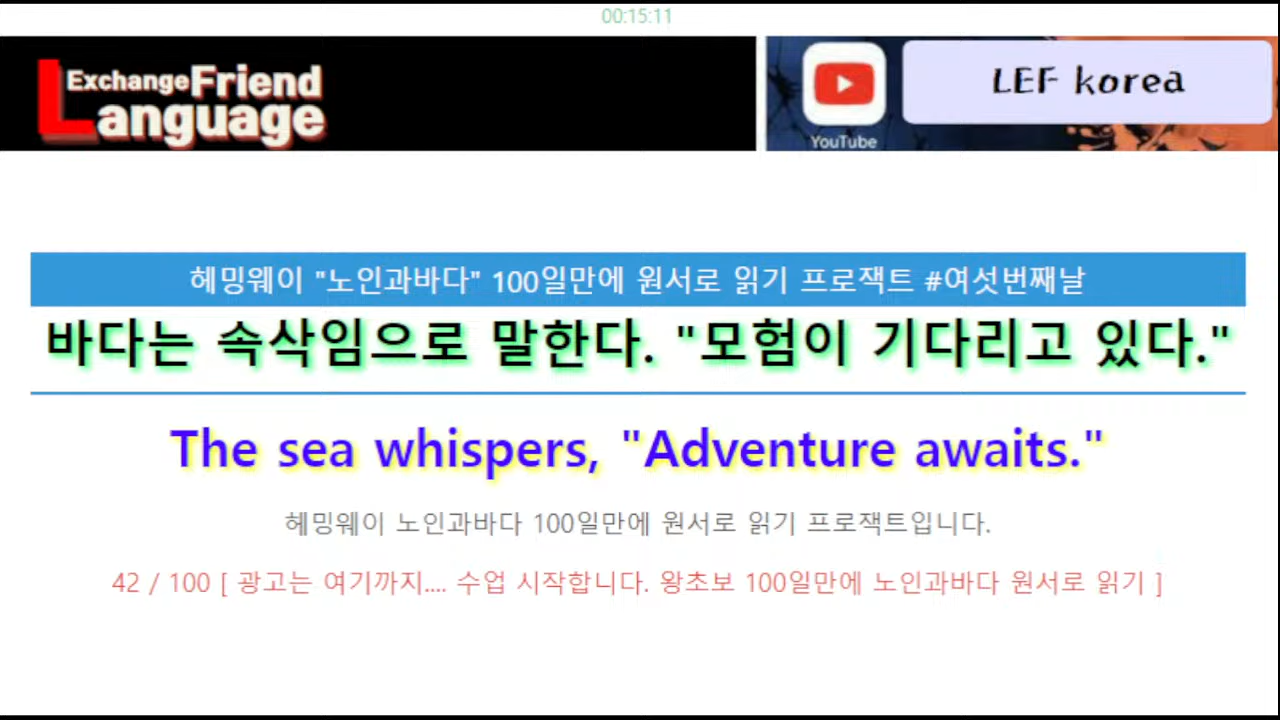 00:15:11
ExchangeFriend
Language
LEF korea
YouTube
헤밍웨이 "노인과바다" 100일만에 원서로 읽기 프로잭트 #여섯번째날
바다는 속삭임으로 말한다. "모험이 기다리고 있다."
The sea whispers, "Adventure awaits."
헤밍웨이 노인과바다 100일만에 원서로 읽기 프로잭트입니다.
42 / 100 [ 광고는 여기까지.... 수업 시작합니다. 왕초보 100일만에 노인과바다 원서로 읽기 ]